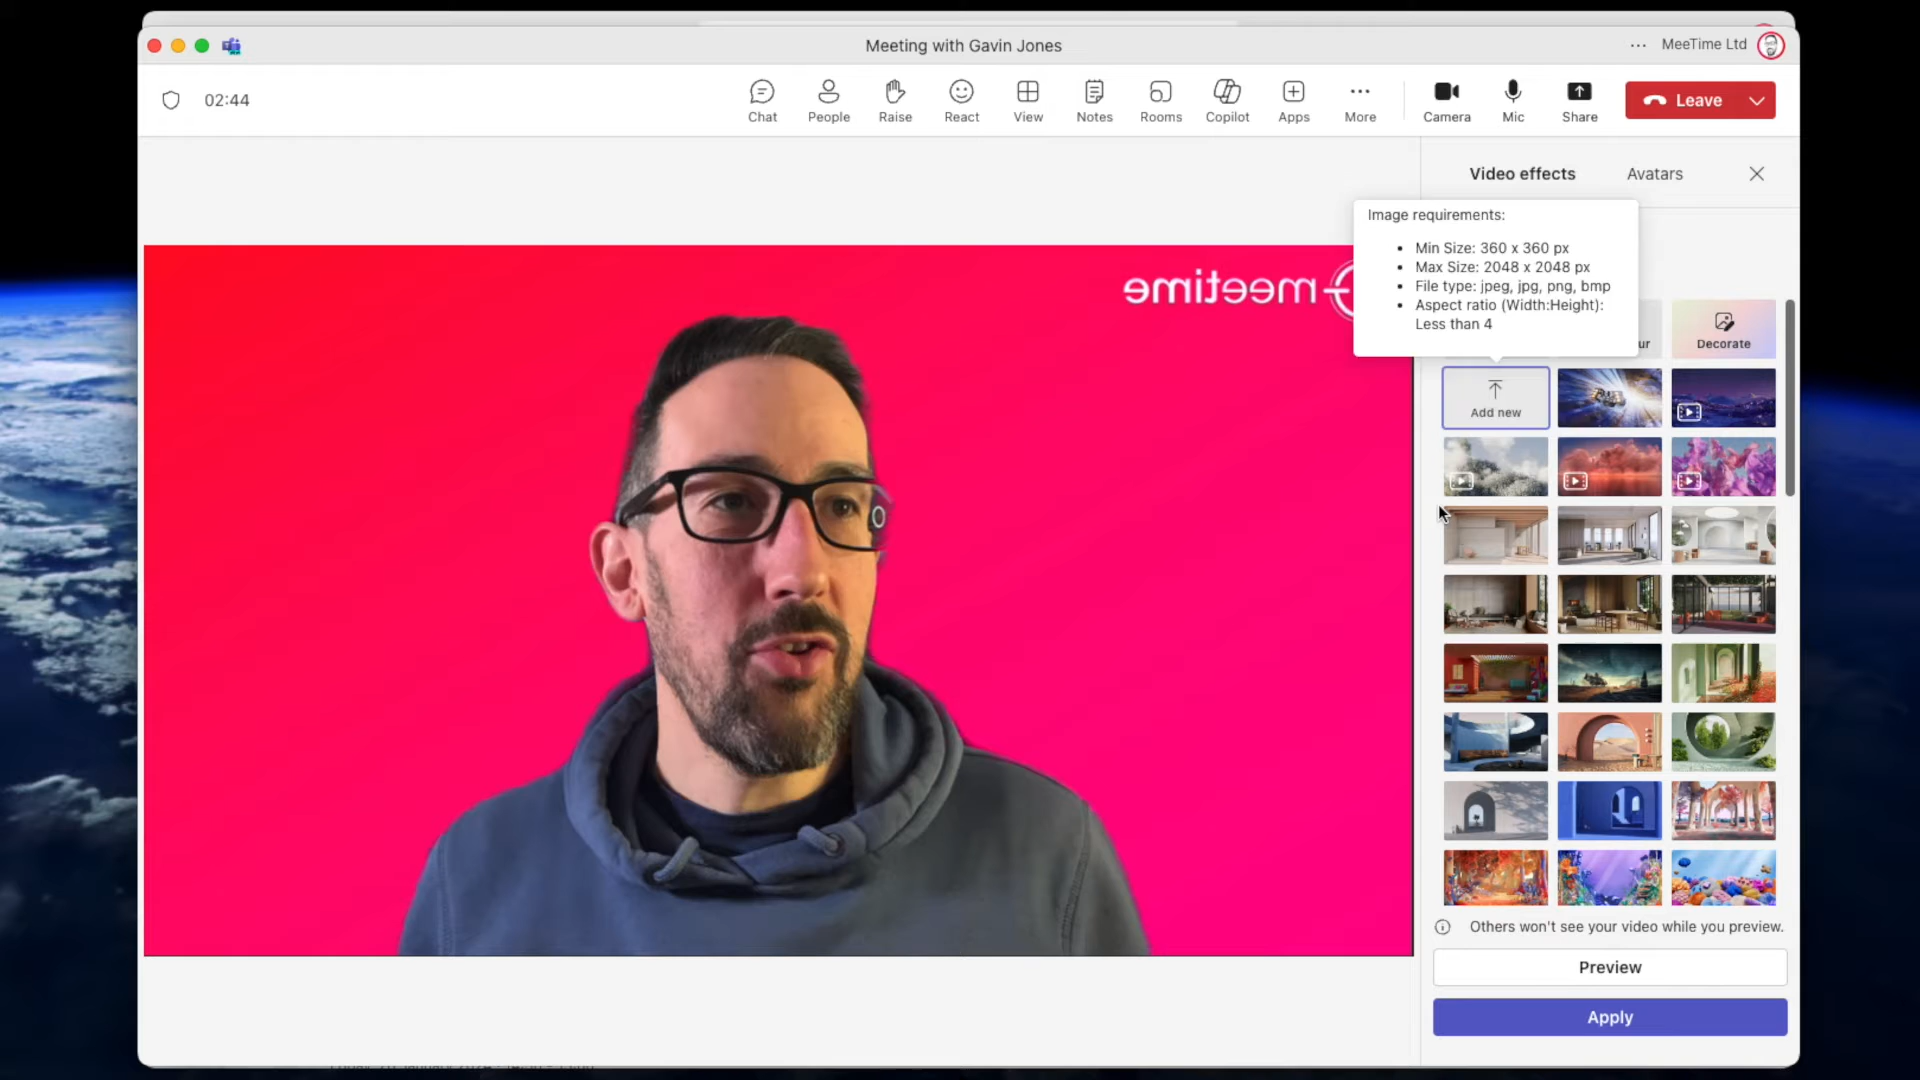 Meeting with Gavin Jones
MeeTime Ltd
02:44
Chat
People
Raise
React
View
Notes
Rooms
Copilot
Apps
More
Camera
Mic
Share
Leave
Video effects
Avatars
Image requirements:
• Min Size: 360 x 360 px
• Max Size: 2048 x 2048 px
• File type: jpeg, jpg, png, bmp
• Aspect ratio (Width:Height):
Less than 4
meetime
ur
Decorate
Add new
Others won't see your video while you preview.
Preview
Apply